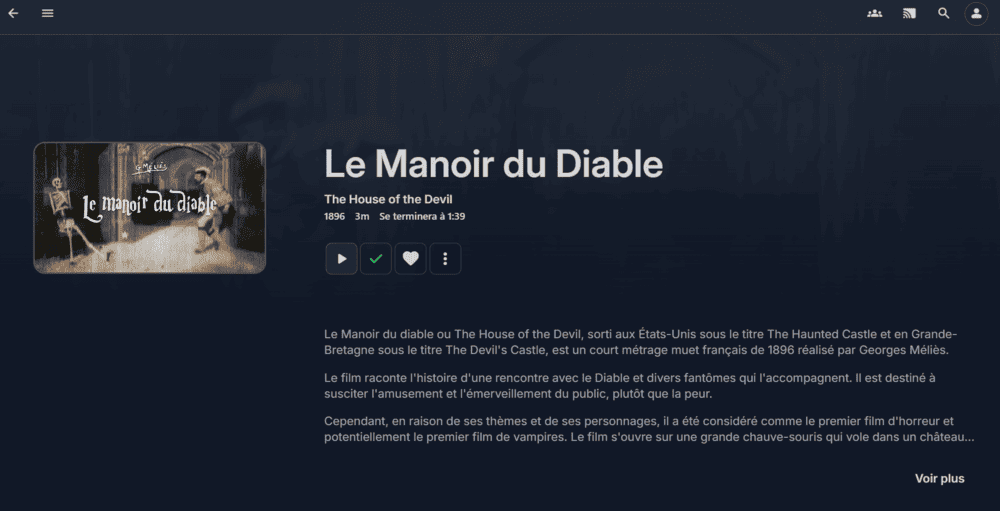 Le Manoir du Diable
G. MÉLIÈS
Le manoir du diable
The House of the Devil
1896 3m Se terminera à 1:39
Le Manoir du diable ou The House of the Devil, sorti aux États-Unis sous le titre The Haunted Castle et en Grande-
Bretagne sous le titre The Devil's Castle, est un court métrage muet français de 1896 réalisé par Georges Méliès.
Le film raconte l'histoire d'une rencontre avec le Diable et divers fantômes qui l'accompagnent. Il est destiné à
susciter l'amusement et l'émerveillement du public, plutôt que la peur.
Cependant, en raison de ses thèmes et de ses personnages, il a été considéré comme le premier film d'horreur et
potentiellement le premier film de vampires. Le film s'ouvre sur une grande chauve-souris qui vole dans un château...
Voir plus